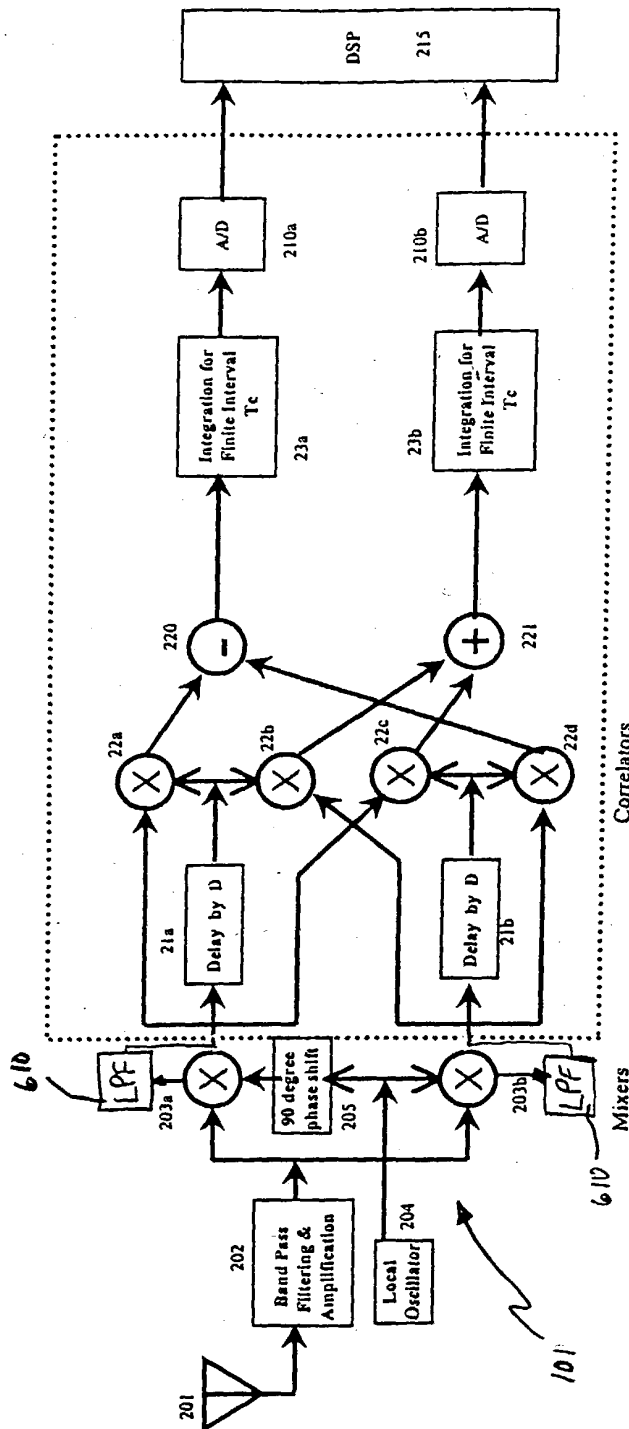 201
Band Pass
Filtering &
Amplification
202
Local
Oscillator
204
101
610
LPF
203a
X
90 degree
phase shift
205
X
203b
LPF
610
Mixers
21a
Delay by D
Delay by D
21b
22a
X
22b
X
22c
X
22d
X
Correlators
220
-
+
221
Integration for
Finite Interval
Tc
23a
23b
Integration for
Finite Interval
Tc
A/D
210a
210b
A/D
DSP
215